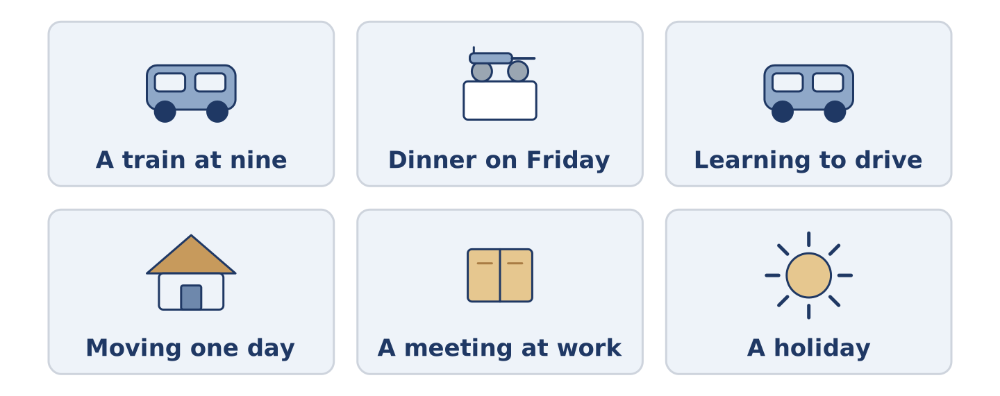 A train at nine
Dinner on Friday
Learning to drive
Moving one day
A meeting at work
A holiday